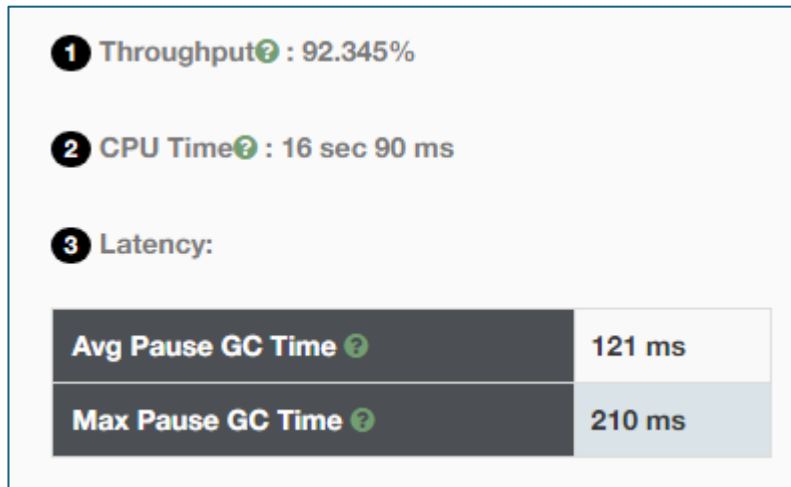 1 Throughput? : 92.345%
2 CPU Time? : 16 sec 90 ms
3 Latency:
Avg Pause GC Time ? 121 ms
Max Pause GC Time ? 210 ms